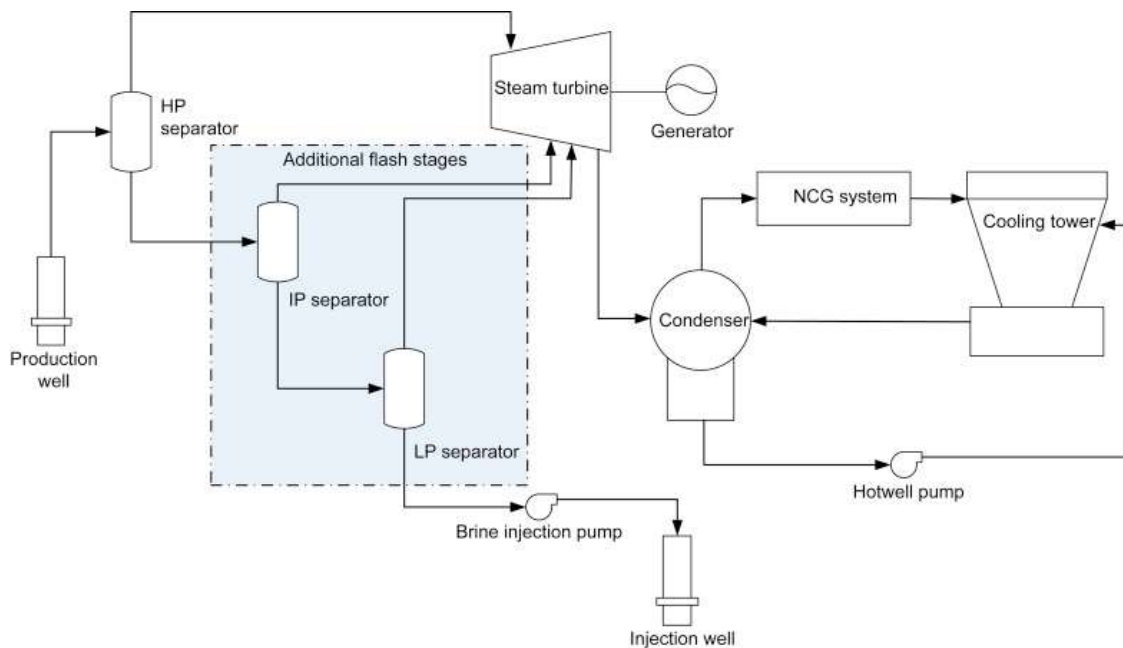 Steam turbine
Generator
HP
separator
Additional flash stages
NCG system
Cooling tower
IP separator
Condenser
Production
well
LP separator
Hotwell pump
Brine injection pump
Injection well